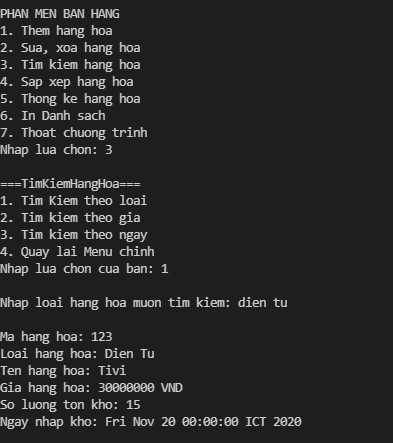 PHAN MEN BAN HANG
1. Them hang hoa
2. Sua, xoa hang hoa
3. Tim kiem hang hoa
4. Sap xep hang hoa
5. Thong ke hang hoa
6. In Danh sach
7. Thoat chuong trinh
Nhap lua chon: 3
===TimKiemHangHoa===
1. Tim Kiem theo loai
2. Tim kiem theo gia
3. Tim kiem theo ngay
4. Quay lai Menu chinh
Nhap lua chon cua ban: 1
Nhap loai hang hoa muon tim kiem: dien tu
Ma hang hoa: 123
Loai hang hoa: Dien Tu
Ten hang hoa: Tivi
Gia hang hoa: 30000000 VND
So luong ton kho: 15
Ngay nhap kho: Fri Nov 20 00:00:00 ICT 2020